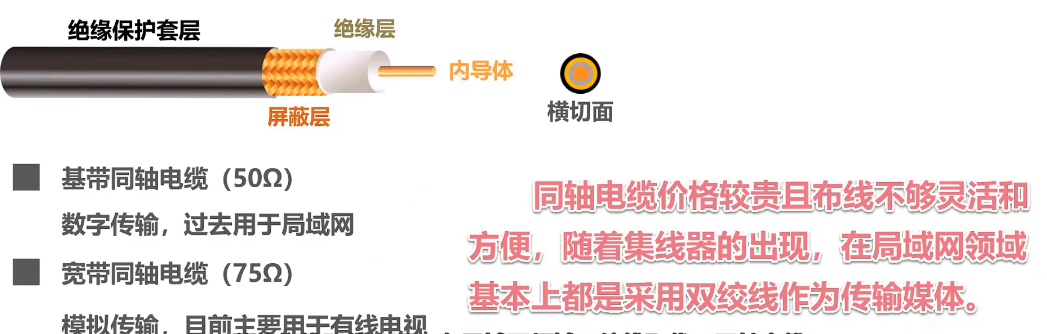 绝缘保护套层
绝缘层
内导体
屏蔽层
横切面
基带同轴电缆（50Ω）
数字传输，过去用于局域网
宽带同轴电缆（75Ω）
模拟传输，目前主要用于有线电视
同轴电缆价格较贵且布线不够灵活和
方便，随着集线器的出现，在局域网领域
基本上都是采用双绞线作为传输媒体。